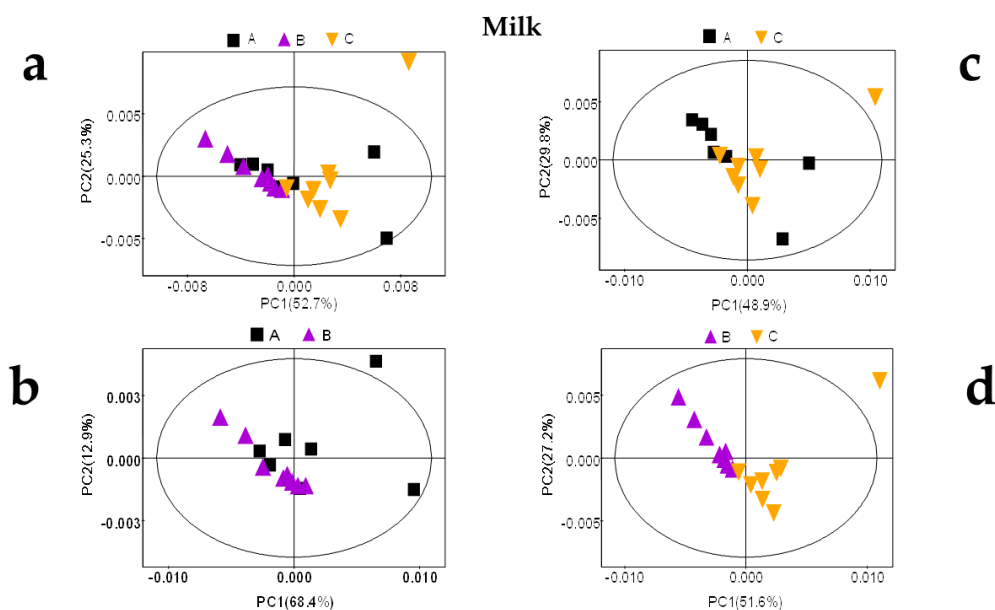 Milk
a
A B C
PC2(25.3%)
0.005
0.000
-0.005
-0.008 0.000 0.008
PC1(52.7%)
c
A C
PC2(29.8%)
0.005
0.000
-0.005
-0.010 0.000 0.010
PC1(48.9%)
b
A B
PC2(12.9%)
0.003
0.000
-0.003
-0.010 0.000 0.010
PC1(68.4%)
d
B C
PC2(27.2%)
0.005
0.000
-0.005
-0.010 0.000 0.010
PC1(51.6%)